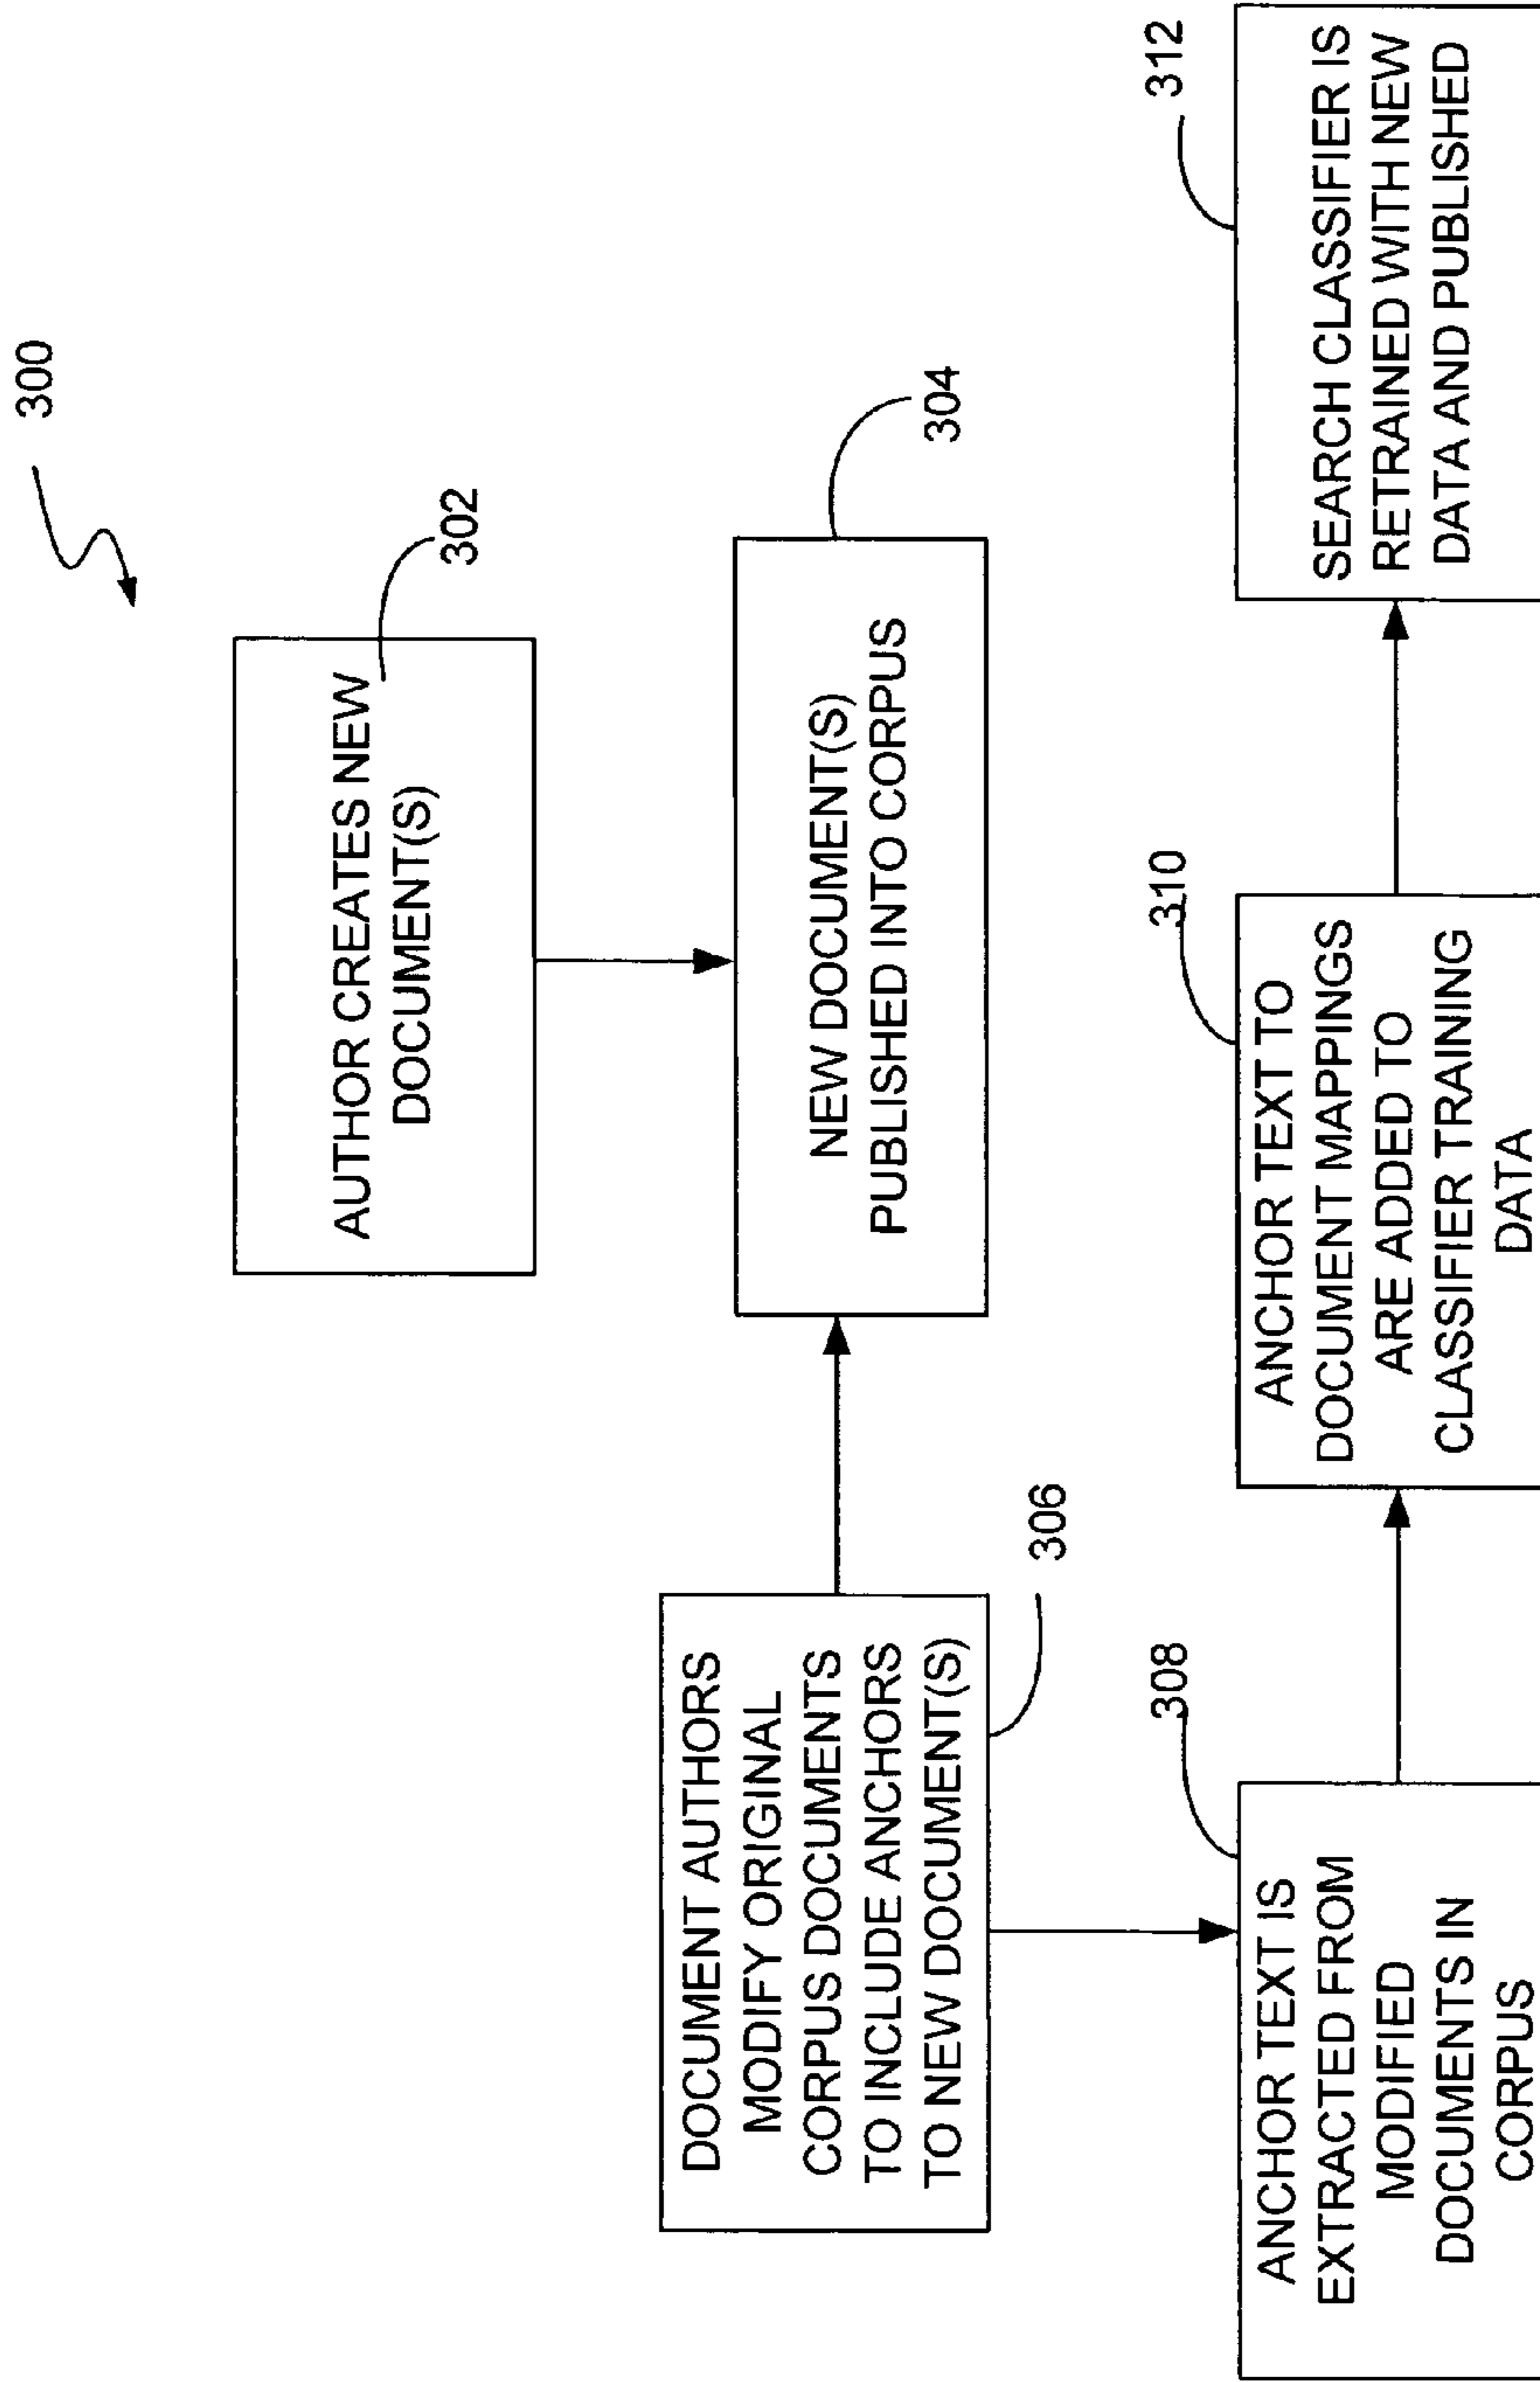 300
AUTHOR CREATES NEW
DOCUMENT(S)
302
NEW DOCUMENT(S)
PUBLISHED INTO CORPUS
304
DOCUMENT AUTHORS
MODIFY ORIGINAL
CORPUS DOCUMENTS
TO INCLUDE ANCHORS
TO NEW DOCUMENT(S)
306
308
ANCHOR TEXT IS
EXTRACTED FROM
MODIFIED
DOCUMENTS IN
CORPUS
310
ANCHOR TEXT TO
DOCUMENT MAPPINGS
ARE ADDED TO
CLASSIFIER TRAINING
DATA
312
SEARCH CLASSIFIER IS
RETRAINED WITH NEW
DATA AND PUBLISHED